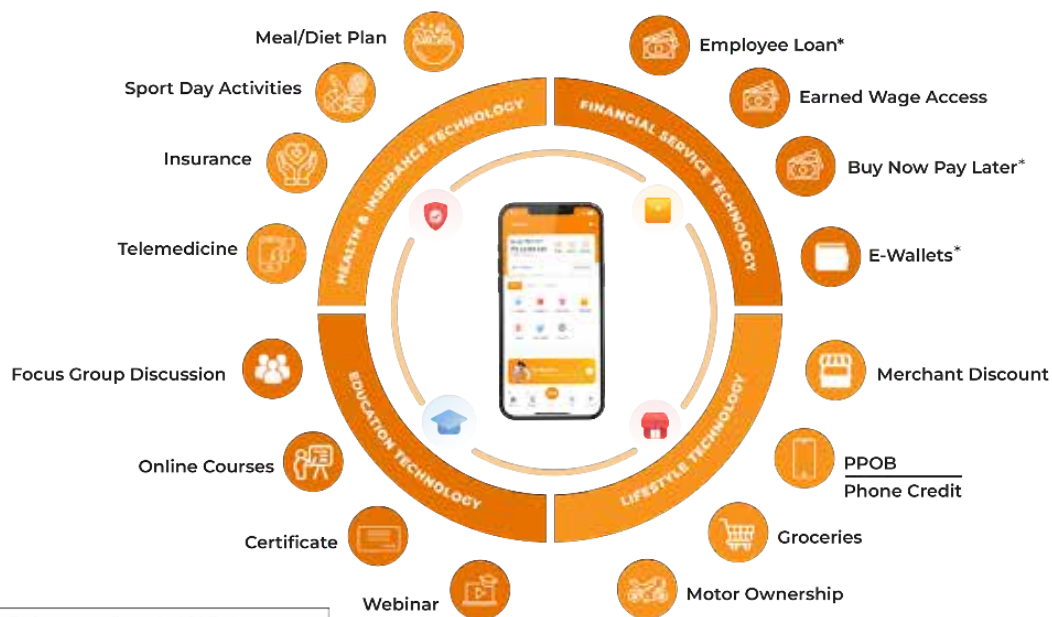 Meal/Diet Plan
Sport Day Activities
Insurance
Telemedicine
HEALTH & INSURANCE TECHNOLOGY
Employee Loan*
Earned Wage Access
Buy Now Pay Later*
E-Wallets*
FINANCIAL SERVICE TECHNOLOGY
Focus Group Discussion
Online Courses
Certificate
Webinar
EDUCATION TECHNOLOGY
Merchant Discount
PPOB
Phone Credit
Groceries
Motor Ownership
LIFESTYLE TECHNOLOGY